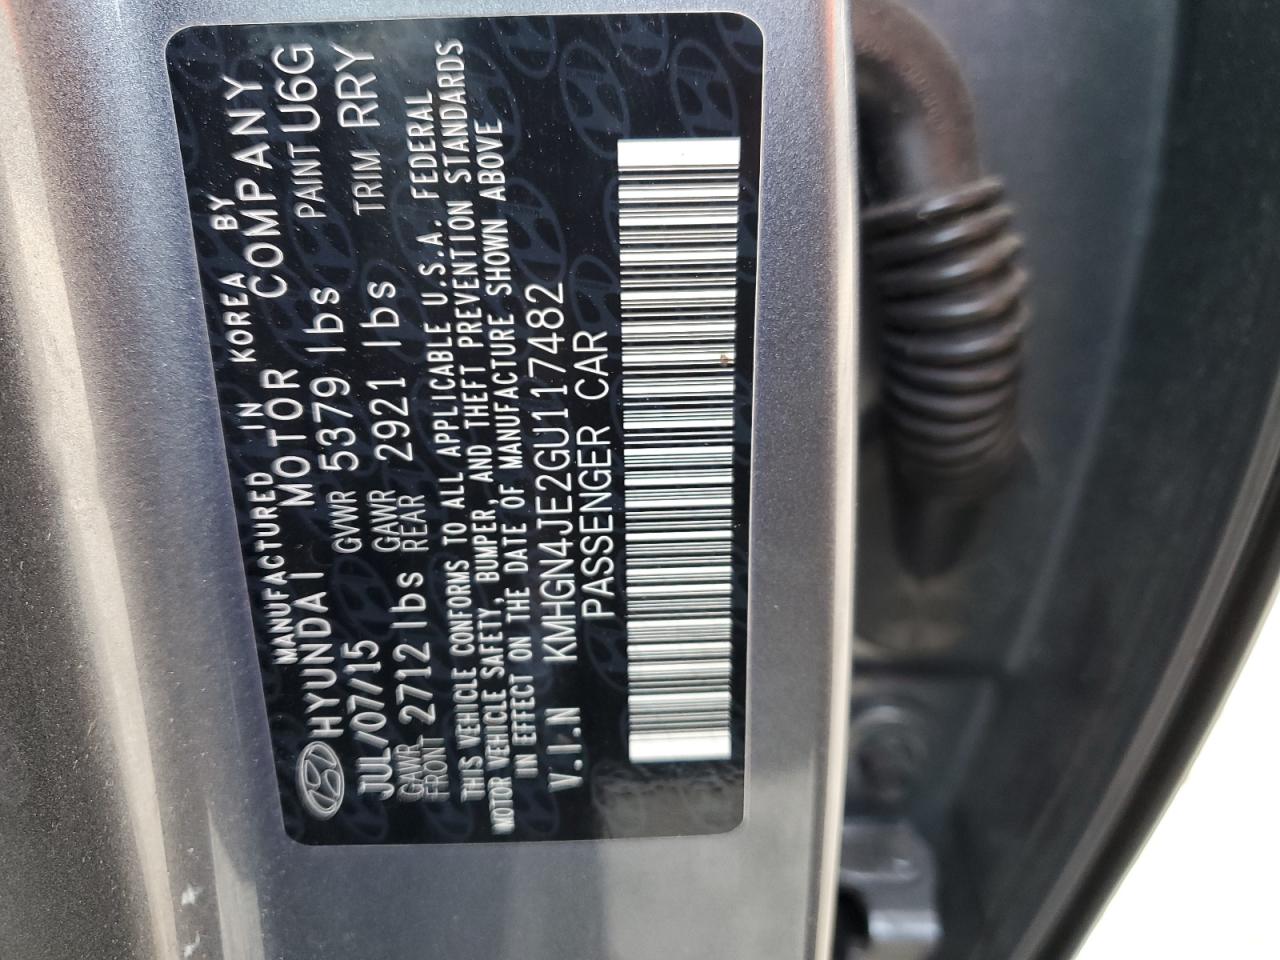 MANUFACTURED IN KOREA BY
HYUNDAI MOTOR COMPANY
JUL/07/15 GVWR 5379 lbs PAINT U6G
GAWR FRONT 2712 lbs GAWR REAR 2921 lbs TRIM RRY
THIS VEHICLE CONFORMS TO ALL APPLICABLE U.S.A. FEDERAL
MOTOR VEHICLE SAFETY, BUMPER, AND THEFT PREVENTION STANDARDS
IN EFFECT ON THE DATE OF MANUFACTURE SHOWN ABOVE
V.I.N KMHGN4JE2GU117482
PASSENGER CAR